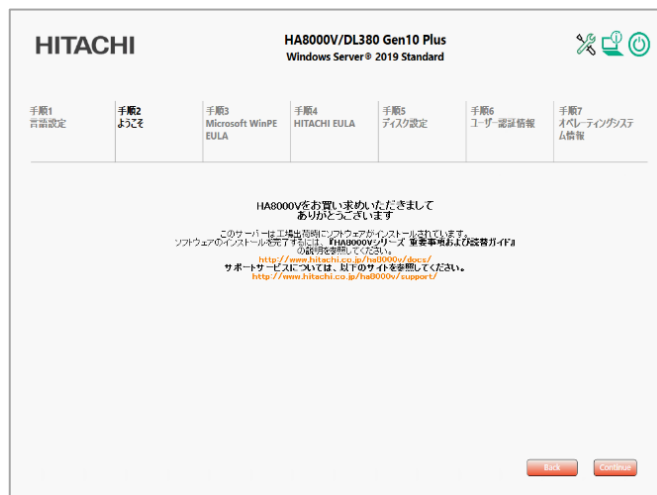 HITACHI
HA8000V/DL380 Gen10 Plus
Windows Server® 2019 Standard
手順1
言語設定
手順2
ようこそ
手順3
Microsoft WinPE
EULA
手順4
HITACHI EULA
手順5
ディスク設定
手順6
ユーザー認証情報
手順7
オペレーティングシステ
ム情報
HA8000Vをお買い求めいただきまして
ありがとうございます
このサーバーは工場出荷時にソフトウェアがインストールされています。
ソフトウェアのインストールを完了するには、『HA8000Vシリーズ 重要事項および読替ガイド』
の説明を参照してください。
http://www.hitachi.co.jp/ha8000v/docs/
サポートサービスについては、以下のサイトを参照してください。
http://www.hitachi.co.jp/ha8000v/support/
Back
Continue